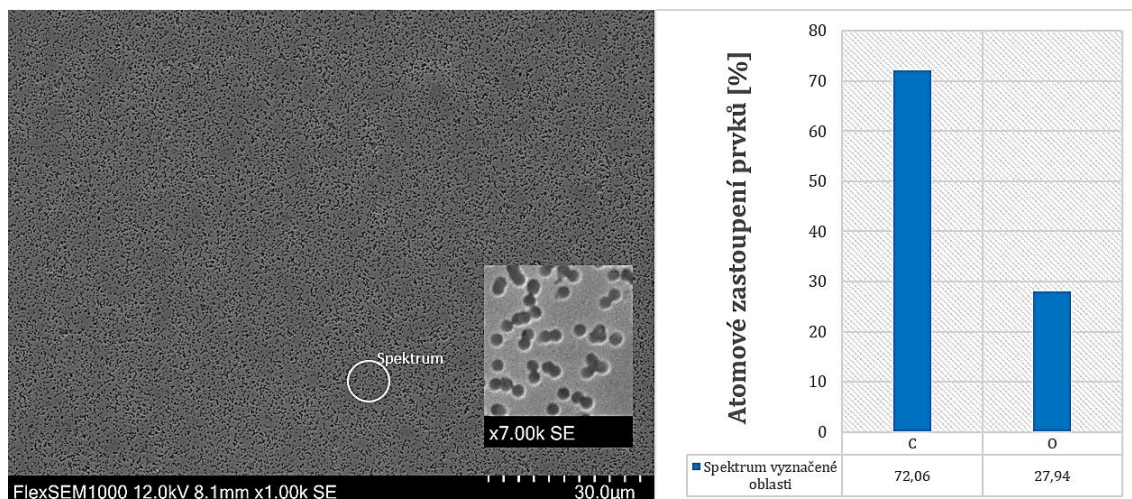 Spektrum
x7.00k SE
FlexSEM1000 12.0kV 8.1mm x1.00k SE
30.0µm
Atomové zastoupení prvků [%]
80
70
60
50
40
30
20
10
0
C
O
Spektrum vyznačené
oblasti
72,06
27,94